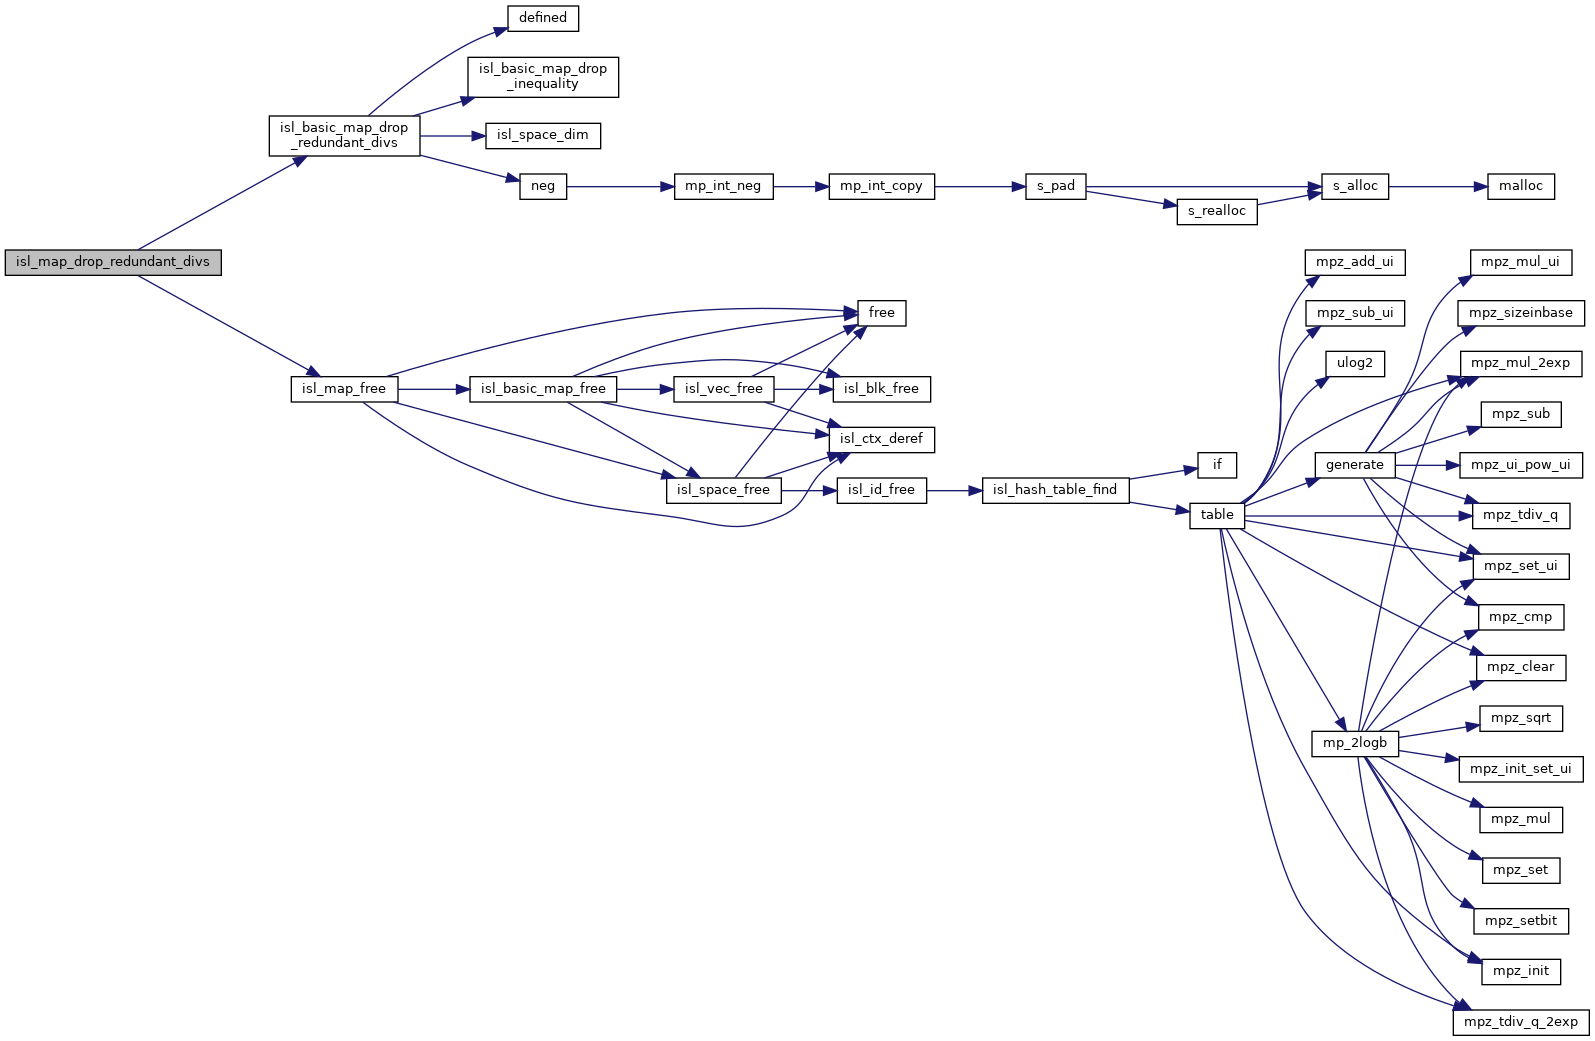 defined
isl_basic_map_drop
_inequality
isl_basic_map_drop
_redundant_divs
isl_space_dim
neg
mp_int_neg
mp_int_copy
s_pad
s_alloc
malloc
s_realloc
isl_map_drop_redundant_divs
mpz_add_ui
mpz_mul_ui
free
mpz_sub_ui
mpz_sizeinbase
ulog2
mpz_mul_2exp
isl_map_free
isl_basic_map_free
isl_vec_free
isl_blk_free
mpz_sub
isl_ctx_deref
if
generate
mpz_ui_pow_ui
isl_space_free
isl_id_free
isl_hash_table_find
table
mpz_tdiv_q
mpz_set_ui
mpz_cmp
mpz_clear
mpz_sqrt
mp_2logb
mpz_init_set_ui
mpz_mul
mpz_set
mpz_setbit
mpz_init
mpz_tdiv_q_2exp